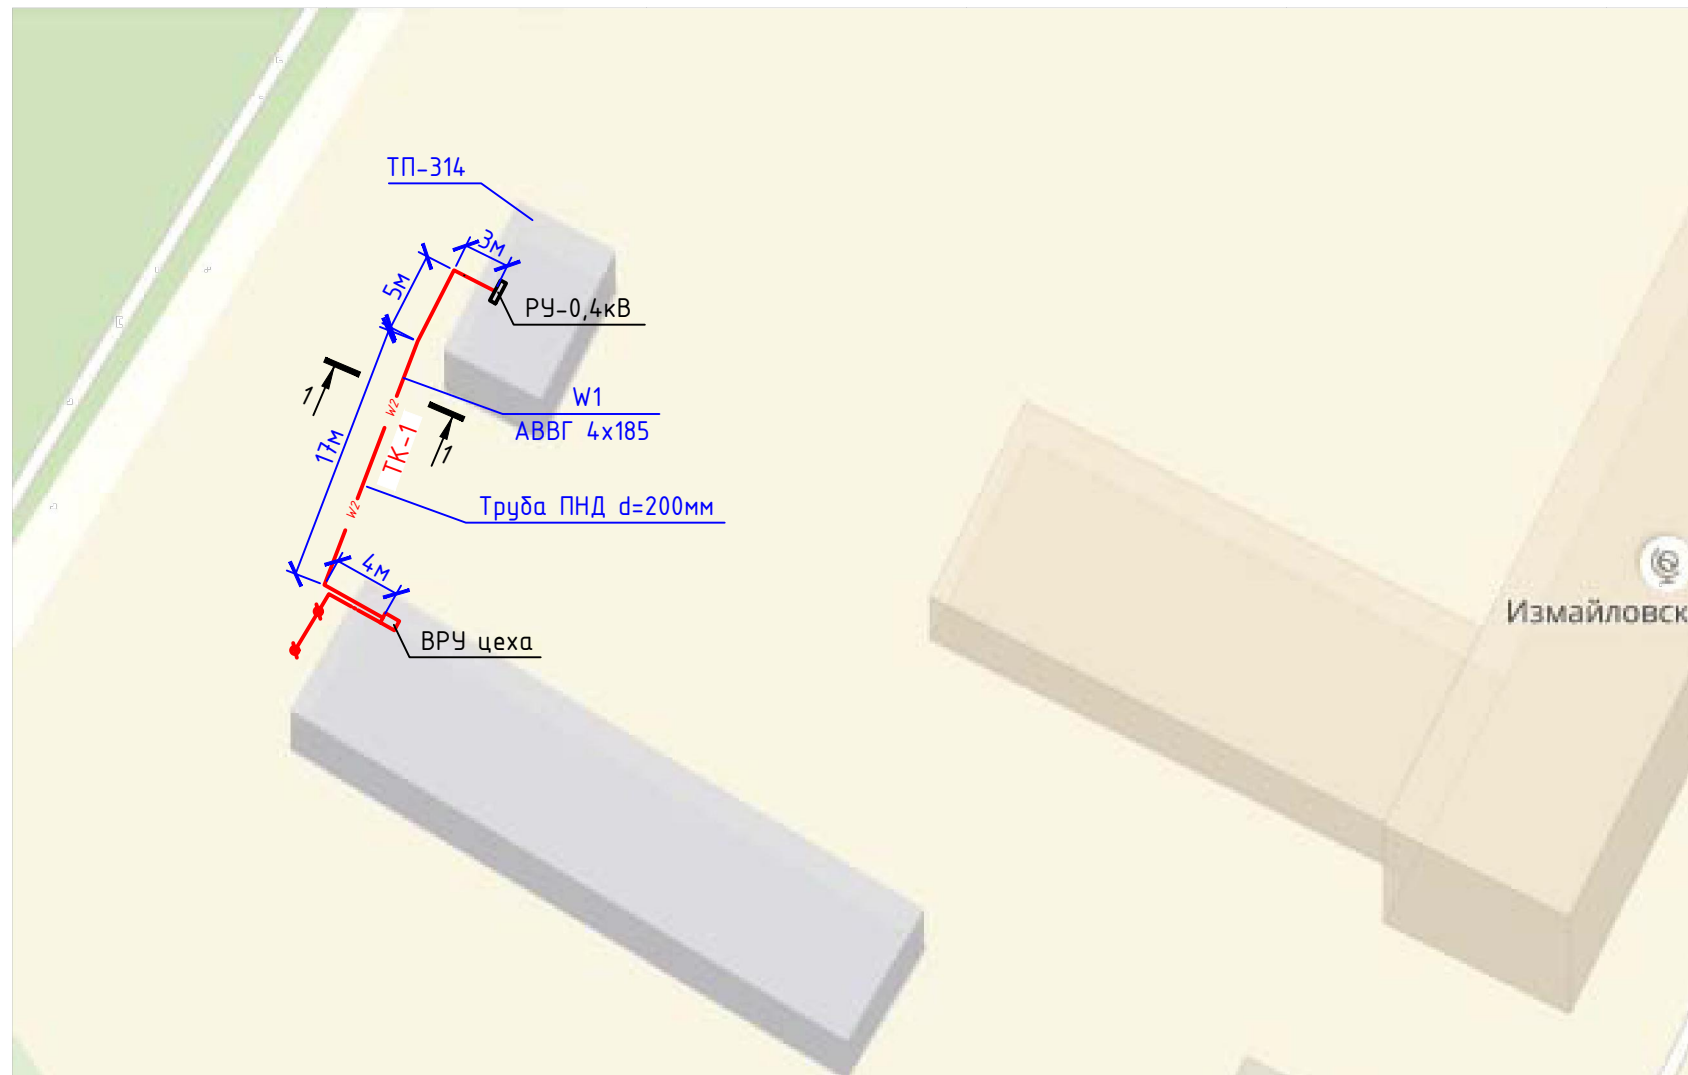 ТП-314
3м
5м
РУ-0,4кВ
1
W1
W2
АВВГ 4х185
ТК-1
1
17м
Труба ПНД d=200мм
W2
4м
ВРУ цеха
Измайловск